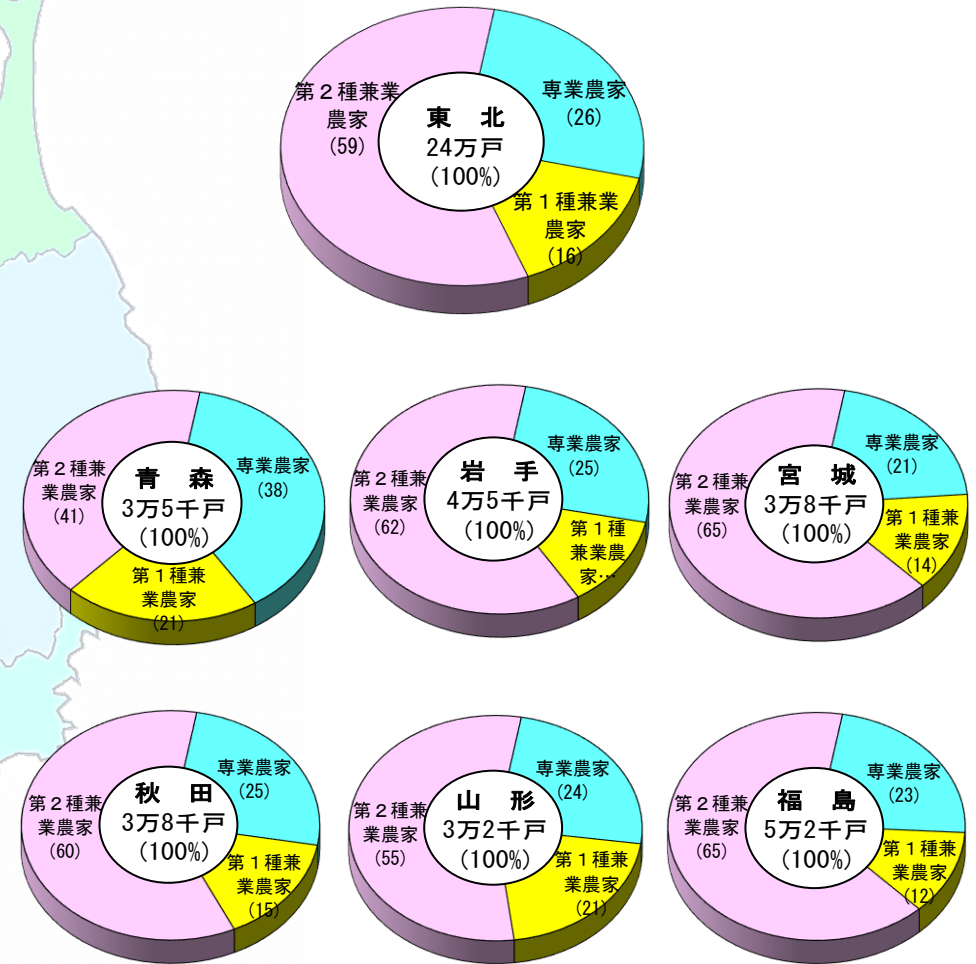 第２種兼業
農家
(59)
東　北
24万戸
(100%)
専業農家
(26)
第１種兼業
農家
(16)
第２種兼
業農家
(41)
青　森
3万5千戸
(100%)
専業農家
(38)
第１種兼
業農家
(21)
第２種兼
業農家
(62)
岩　手
4万5千戸
(100%)
専業農家
(25)
第１種
兼業農
家…
第２種兼
業農家
(65)
宮　城
3万8千戸
(100%)
専業農家
(21)
第１種兼
業農家
(14)
第２種兼
業農家
(60)
秋　田
3万8千戸
(100%)
専業農家
(25)
第１種兼
業農家
(15)
第２種兼
業農家
(55)
山　形
3万2千戸
(100%)
専業農家
(24)
第１種兼
業農家
(21)
第２種兼
業農家
(65)
福　島
5万2千戸
(100%)
専業農家
(23)
第１種兼
業農家
(12)